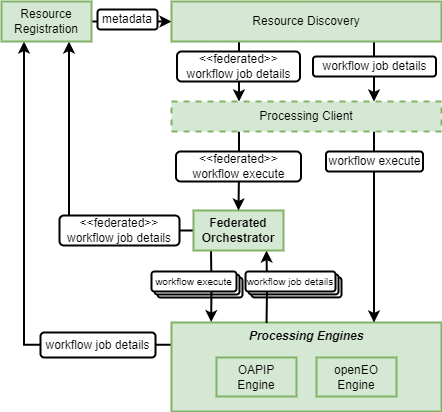 Resource
Registration
metadata
Resource Discovery
<<federated>>
workflow job details
workflow job details
Processing Client
<<federated>>
workflow execute
workflow execute
<<federated>>
workflow job details
Federated
Orchestrator
workflow execute
workflow job details
workflow job details
Processing Engines
OAPIP
Engine
openEO
Engine